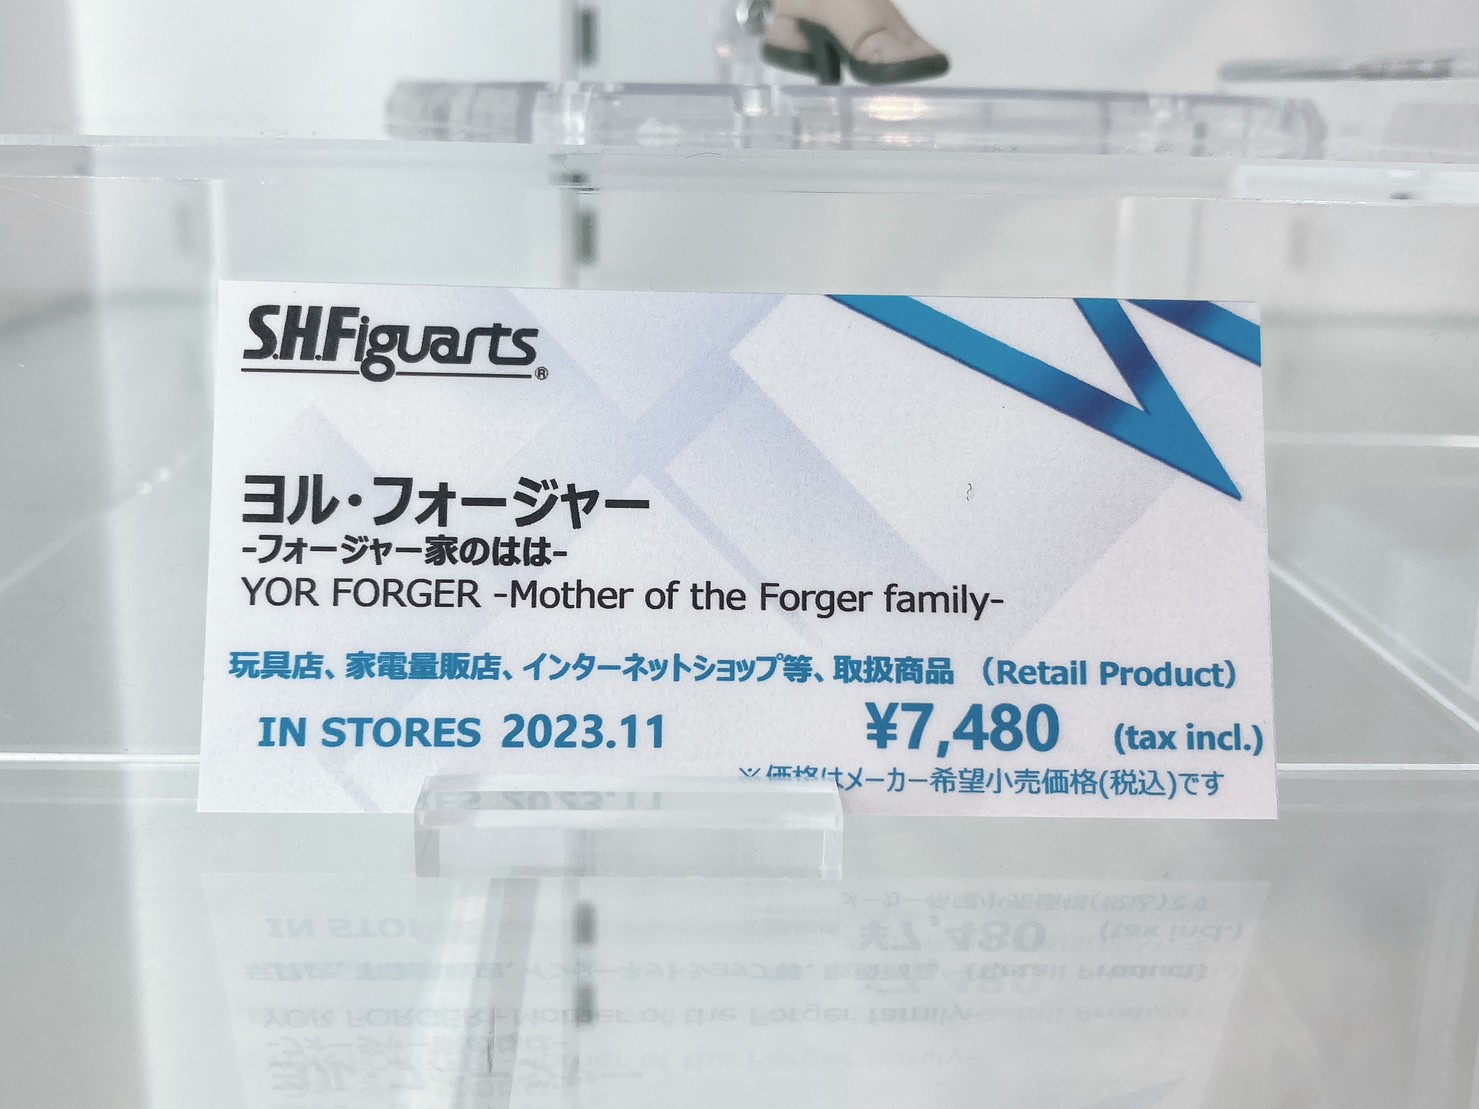 S.H.Figuarts®
ヨル・フォージャー
-フォージャー家のはは-
YOR FORGER -Mother of the Forger family-
玩具店、家電量販店、インターネットショップ等、取扱商品 （Retail Product）
IN STORES 2023.11 ¥7,480 (tax incl.)
※価格はメーカー希望小売価格(税込)です